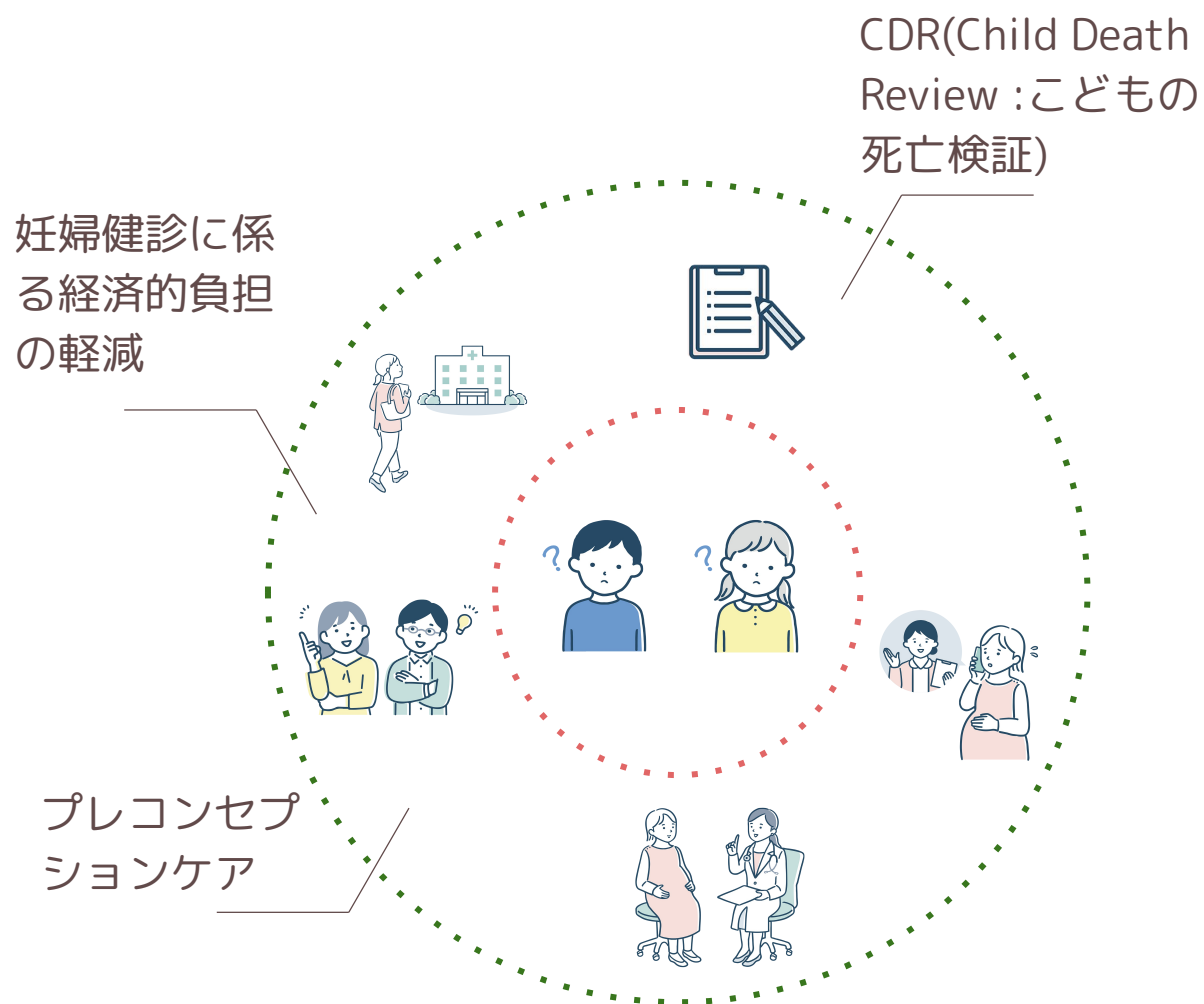 CDR(Child Death
Review :こどもの
死亡検証)
妊婦健診に係
る経済的負担
の軽減
?
?
プレコンセプ
ションケア